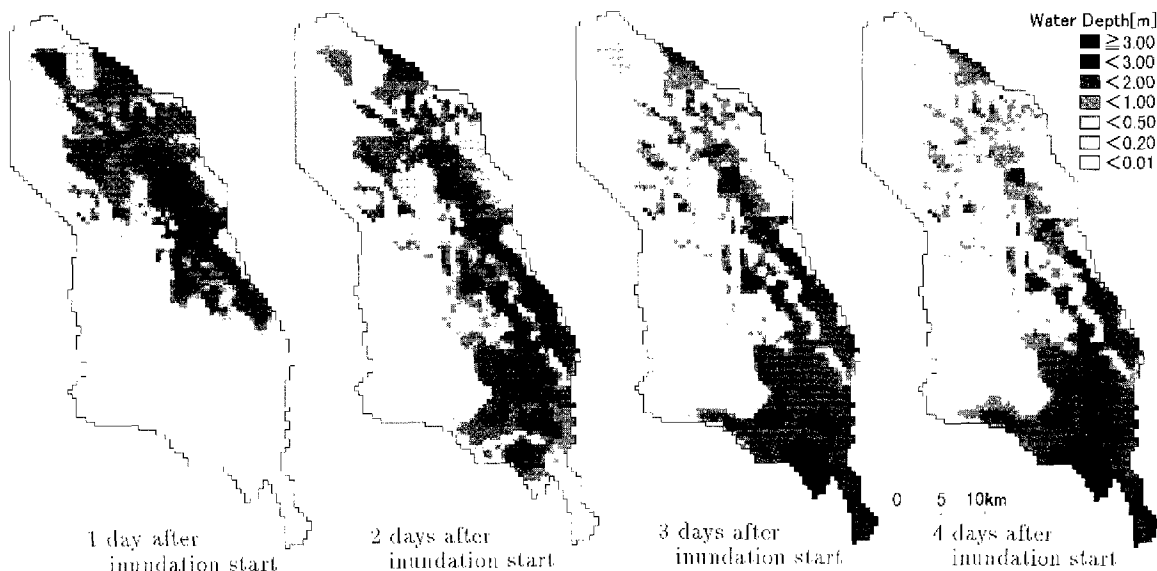 Water Depth[m]
≧3.00
<3.00
<2.00
<1.00
<0.50
<0.20
<0.01
0 5 10km
1 day after
inundation start
2 days after
inundation start
3 days after
inundation start
4 days after
inundation start